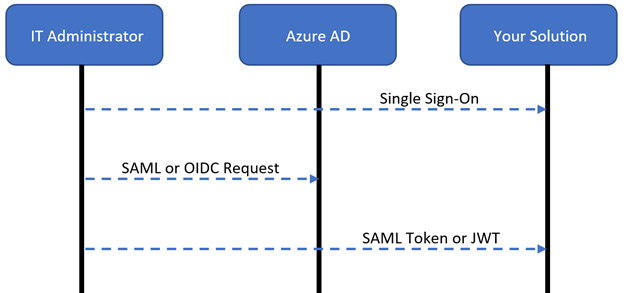 IT Administrator
Azure AD
Your Solution
Single Sign-On
SAML or OIDC Request
SAML Token or JWT